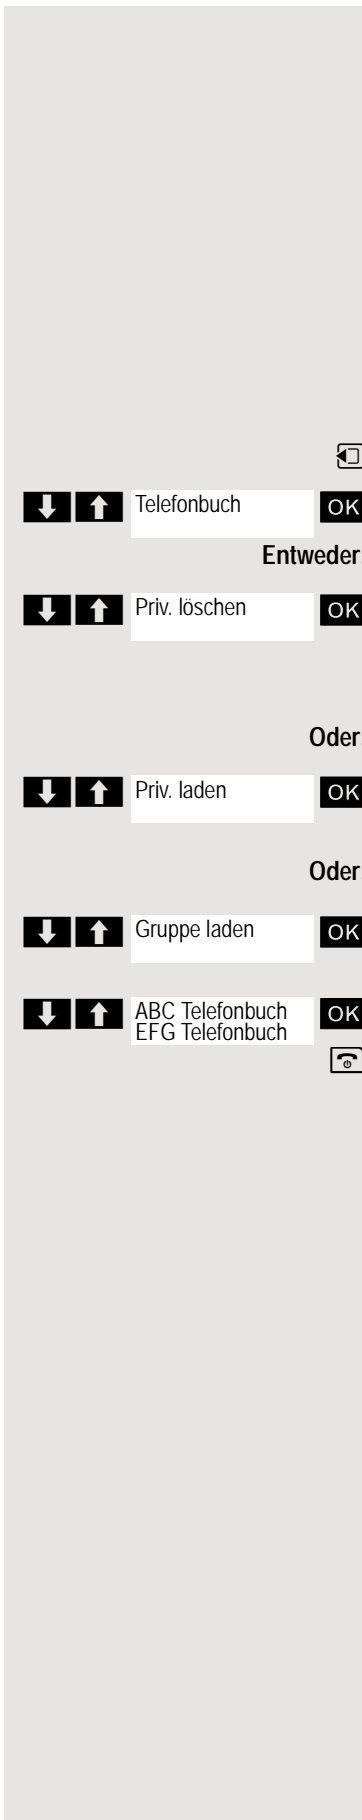 Telefonbuch OK
Entweder
Priv. löschen OK
Oder
Priv. laden OK
Oder
Gruppe laden OK
ABC Telefonbuch OK
EFG Telefonbuch